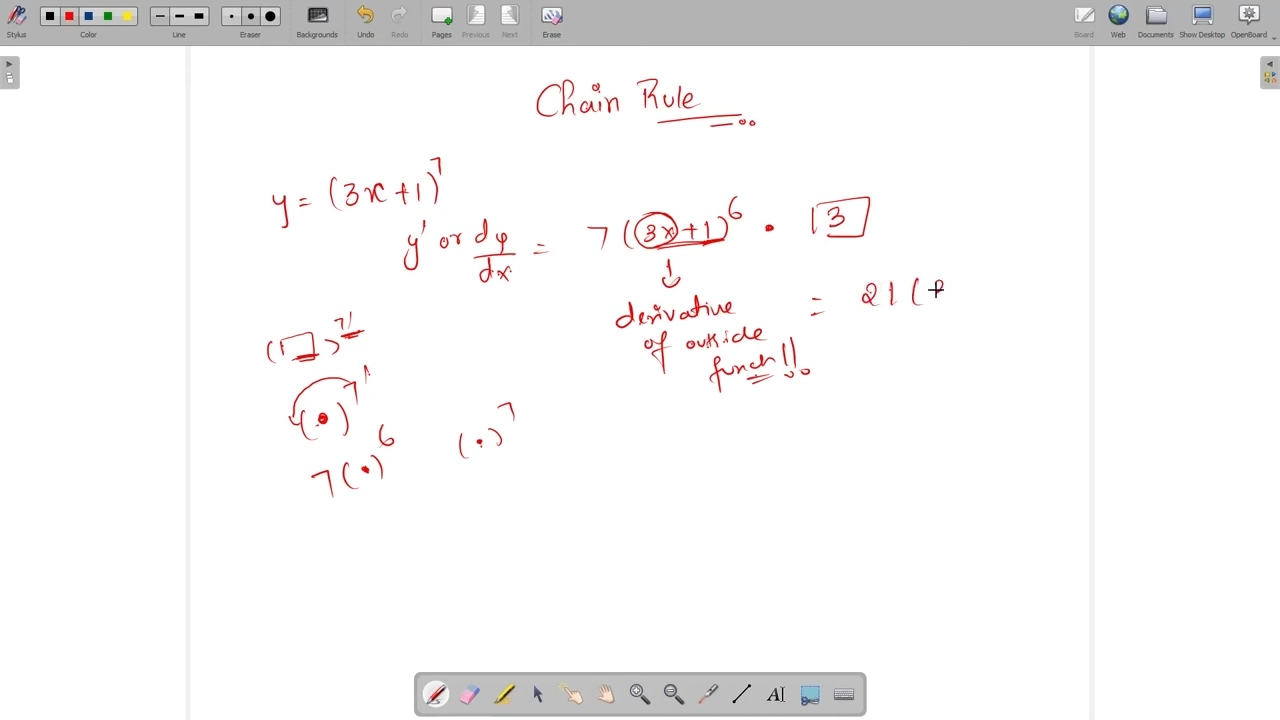 Stylus Color Line Eraser Backgrounds Undo Redo Pages Previous Next Erase Board Web Documents Show Desktop OpenBoard
Chain Rule
y = (3x+1)^7
y' or dy/dx = 7(3x+1)^6 · 3
derivative
of outside
= 21(
( )^7
(·)^7
7(·)^6 (·)^7